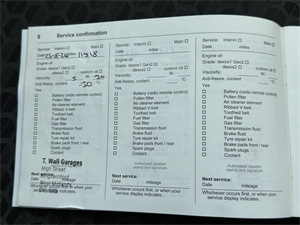 8 Service confirmation
Service: Interim ☐ Main ☐
Date miles
Engine oil
Grade: dexos1 Gen2 ☐
dexos2 ☐ custom oil ☐
Viscosity: 5 30
Anti-freeze, coolant: °C
30
Yes
☐ Battery (radio remote control)
☐ Pollen filter
☐ Air cleaner element
☐ Ribbed V-belt
☐ Toothed belt
☐ Fuel filter
☐ Gas filter
☐ Transmission fluid
☐ Brake fluid
☐ Tyre repair kit
☐ Brake pads front / rear
☐ Spark plugs
☐ Coolant
T. Wall Garages
High Street
Next service:
Date mileage
Whichever occurs first, or when your
service display indicates.
Service: Interim ☐ Main ☐
Date miles
Engine oil
Grade: dexos1 Gen2 ☐
dexos2 ☐ custom oil ☐
Viscosity:
Anti-freeze, coolant: °C
Yes
☐ Battery (radio remote control)
☐ Pollen filter
☐ Air cleaner element
☐ Ribbed V-belt
☐ Toothed belt
☐ Fuel filter
☐ Gas filter
☐ Transmission fluid
☐ Brake fluid
☐ Tyre repair kit
☐ Brake pads front / rear
☐ Spark plugs
☐ Coolant
Authorised repairer
stamp and signature
Next service:
Date mileage
Whichever occurs first, or when your
service display indicates.
Service: Interim ☐ Main ☐
Date miles
Engine oil
Grade: dexos1 Gen2 ☐
dexos2 ☐ custom oil ☐
Viscosity:
Anti-freeze, coolant: °C
Yes
☐ Battery (radio remote control)
☐ Pollen filter
☐ Air cleaner element
☐ Ribbed V-belt
☐ Toothed belt
☐ Fuel filter
☐ Gas filter
☐ Transmission fluid
☐ Brake fluid
☐ Tyre repair kit
☐ Brake pads front / rear
☐ Spark plugs
☐ Coolant
Authorised repairer
stamp and signature
Next service:
Date mileage
Whichever occurs first, or when your
service display indicates.